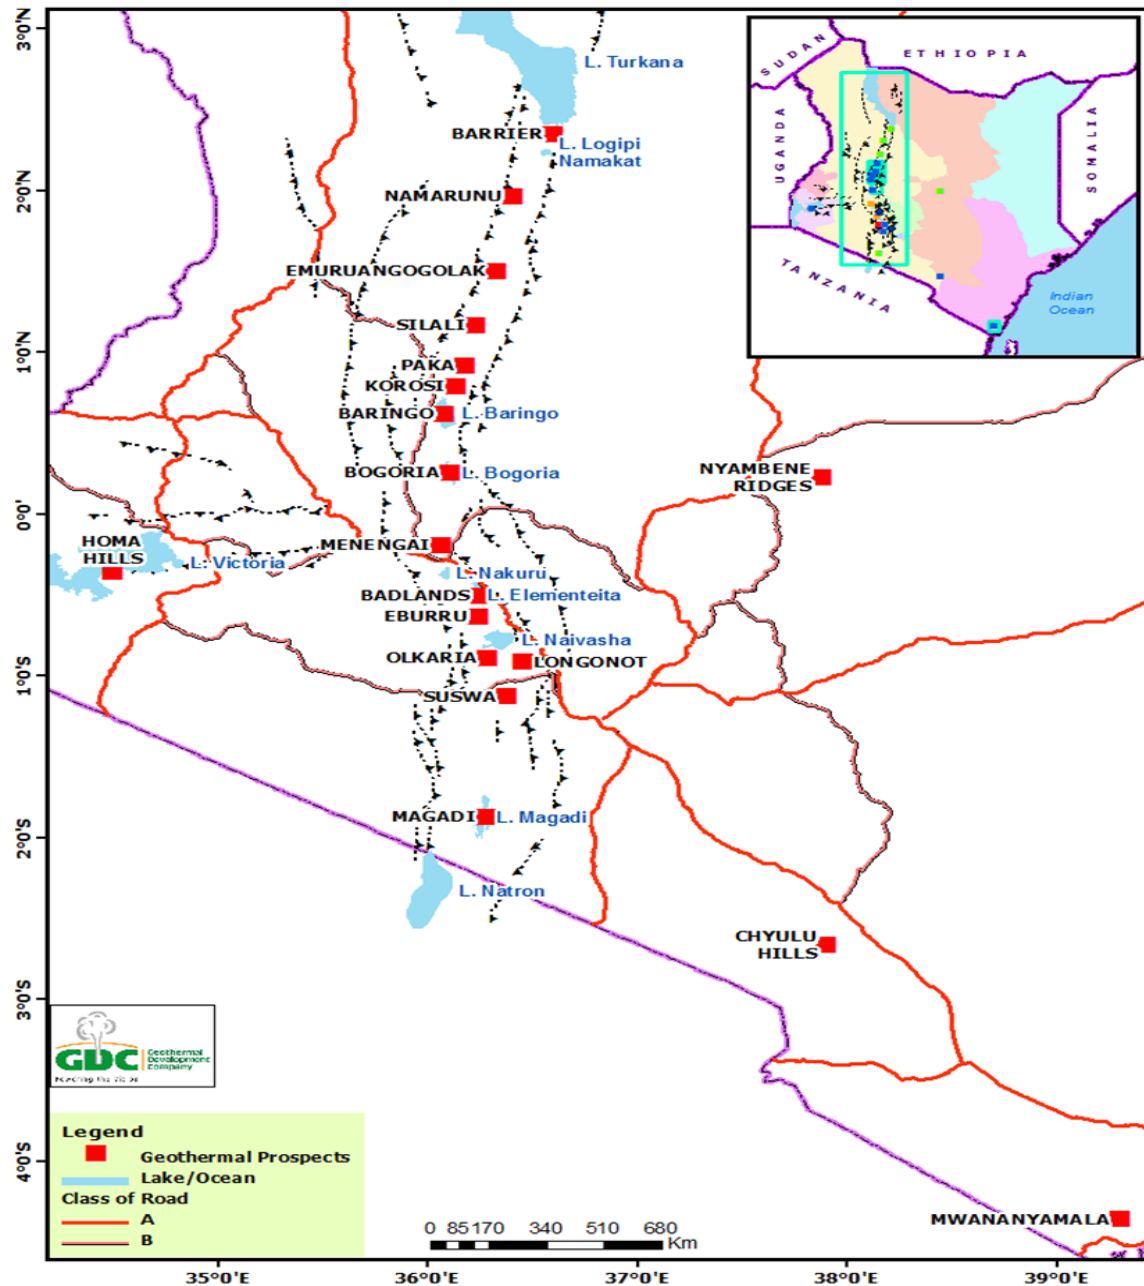 3°0'N
2°0'N
1°0'N
0°0'
1°0'S
2°0'S
3°0'S
4°0'S
L. Turkana
BARRIER
L. Logipi
Namakat
NAMARUNU
EMURUANGOGOLAK
SILALI
PAKA
KOROSI
BARINGO
L. Baringo
BOGORIA
L. Bogoria
NYAMBENE
RIDGES
HOMA
HILLS
L. Victoria
MENENGAI
L. Nakuru
BADLANDS
L. Elementeita
EBURRU
L. Naivasha
OLKARIA
LONGONOT
SUSWA
MAGADI
L. Magadi
L. Natron
CHYULU
HILLS
MWANANYAMALA
SUDAN
ETHIOPIA
UGANDA
SOMALIA
TANZANIA
Indian
Ocean
GDC
Geothermal
Development
Company
Legend
Geothermal Prospects
Lake/Ocean
Class of Road
A
B
0 85 170 340 510 680
Km
35°0'E
36°0'E
37°0'E
38°0'E
39°0'E